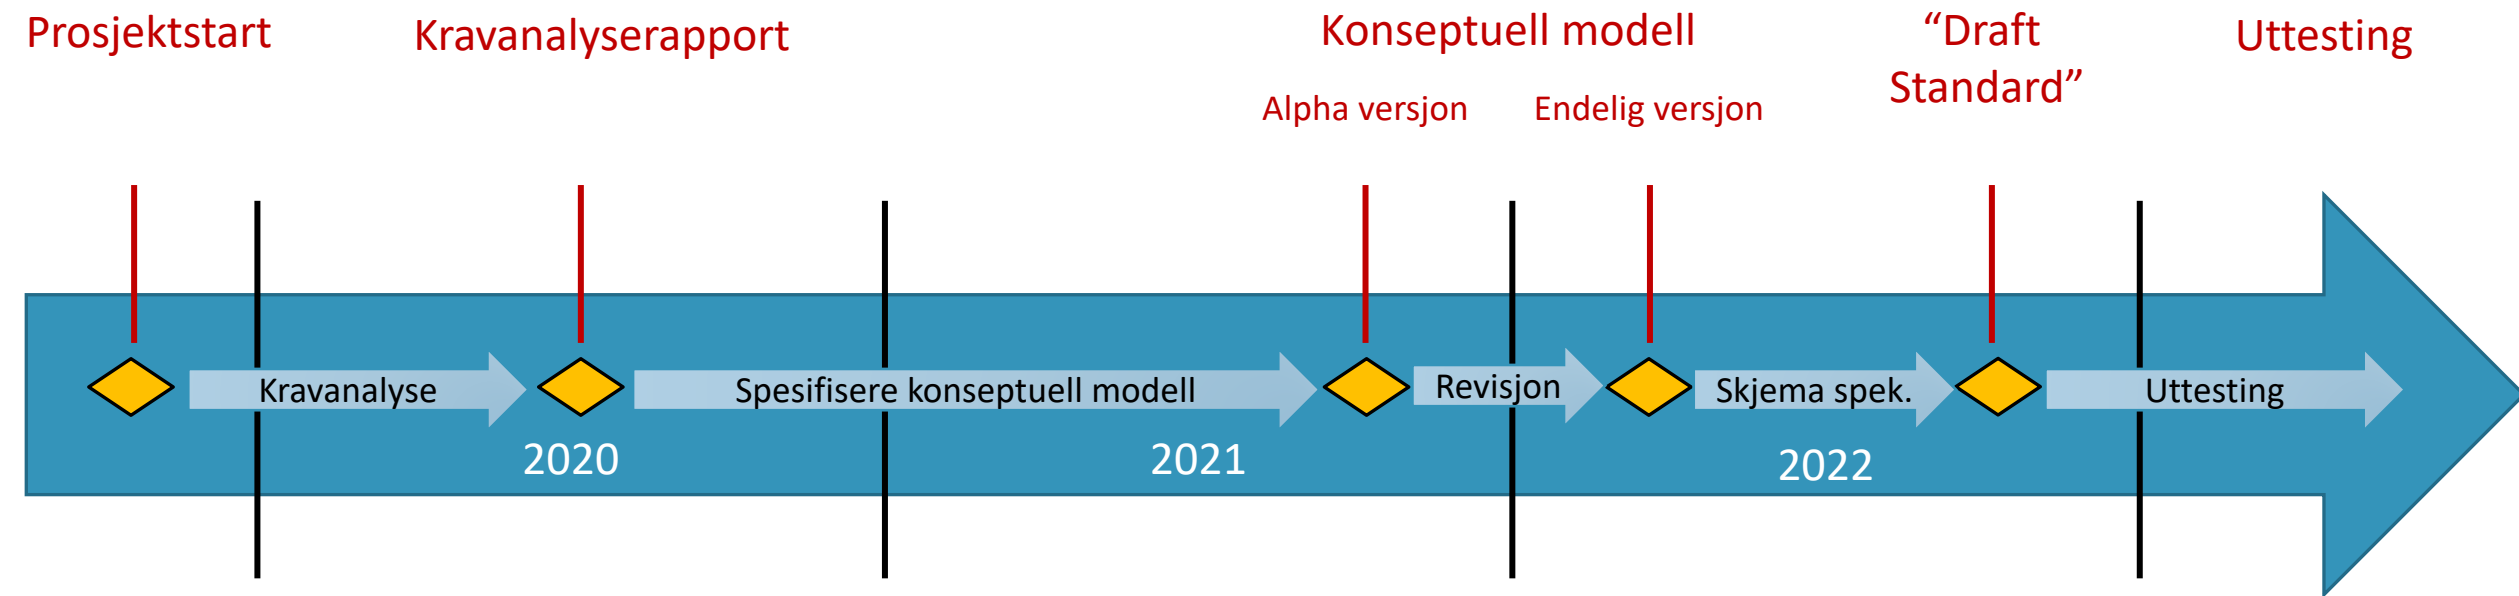 Prosjektstart
Kravanalyserapport
Konseptuell modell
“Draft
Standard”
Uttesting
Alpha versjon
Endelig versjon
Kravanalyse
Spesifisere konseptuell modell
Revisjon
Skjema spek.
Uttesting
2020
2021
2022